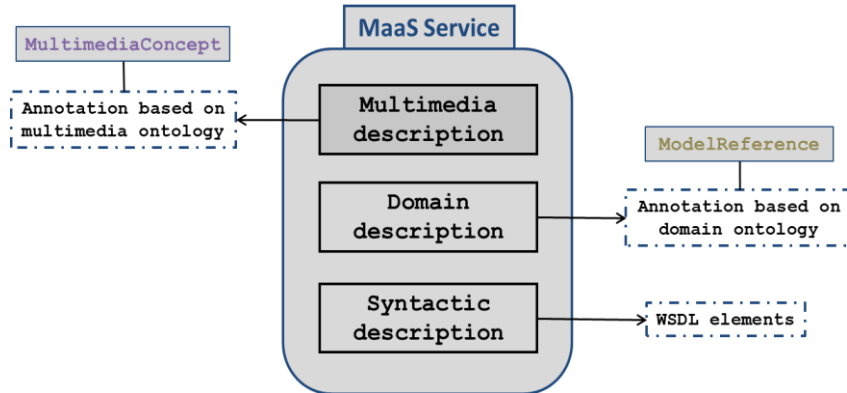 MaaS Service
MultimediaConcept
Annotation based on
multimedia ontology
Multimedia
description
ModelReference
Domain
description
Annotation based on
domain ontology
Syntactic
description
WSDL elements